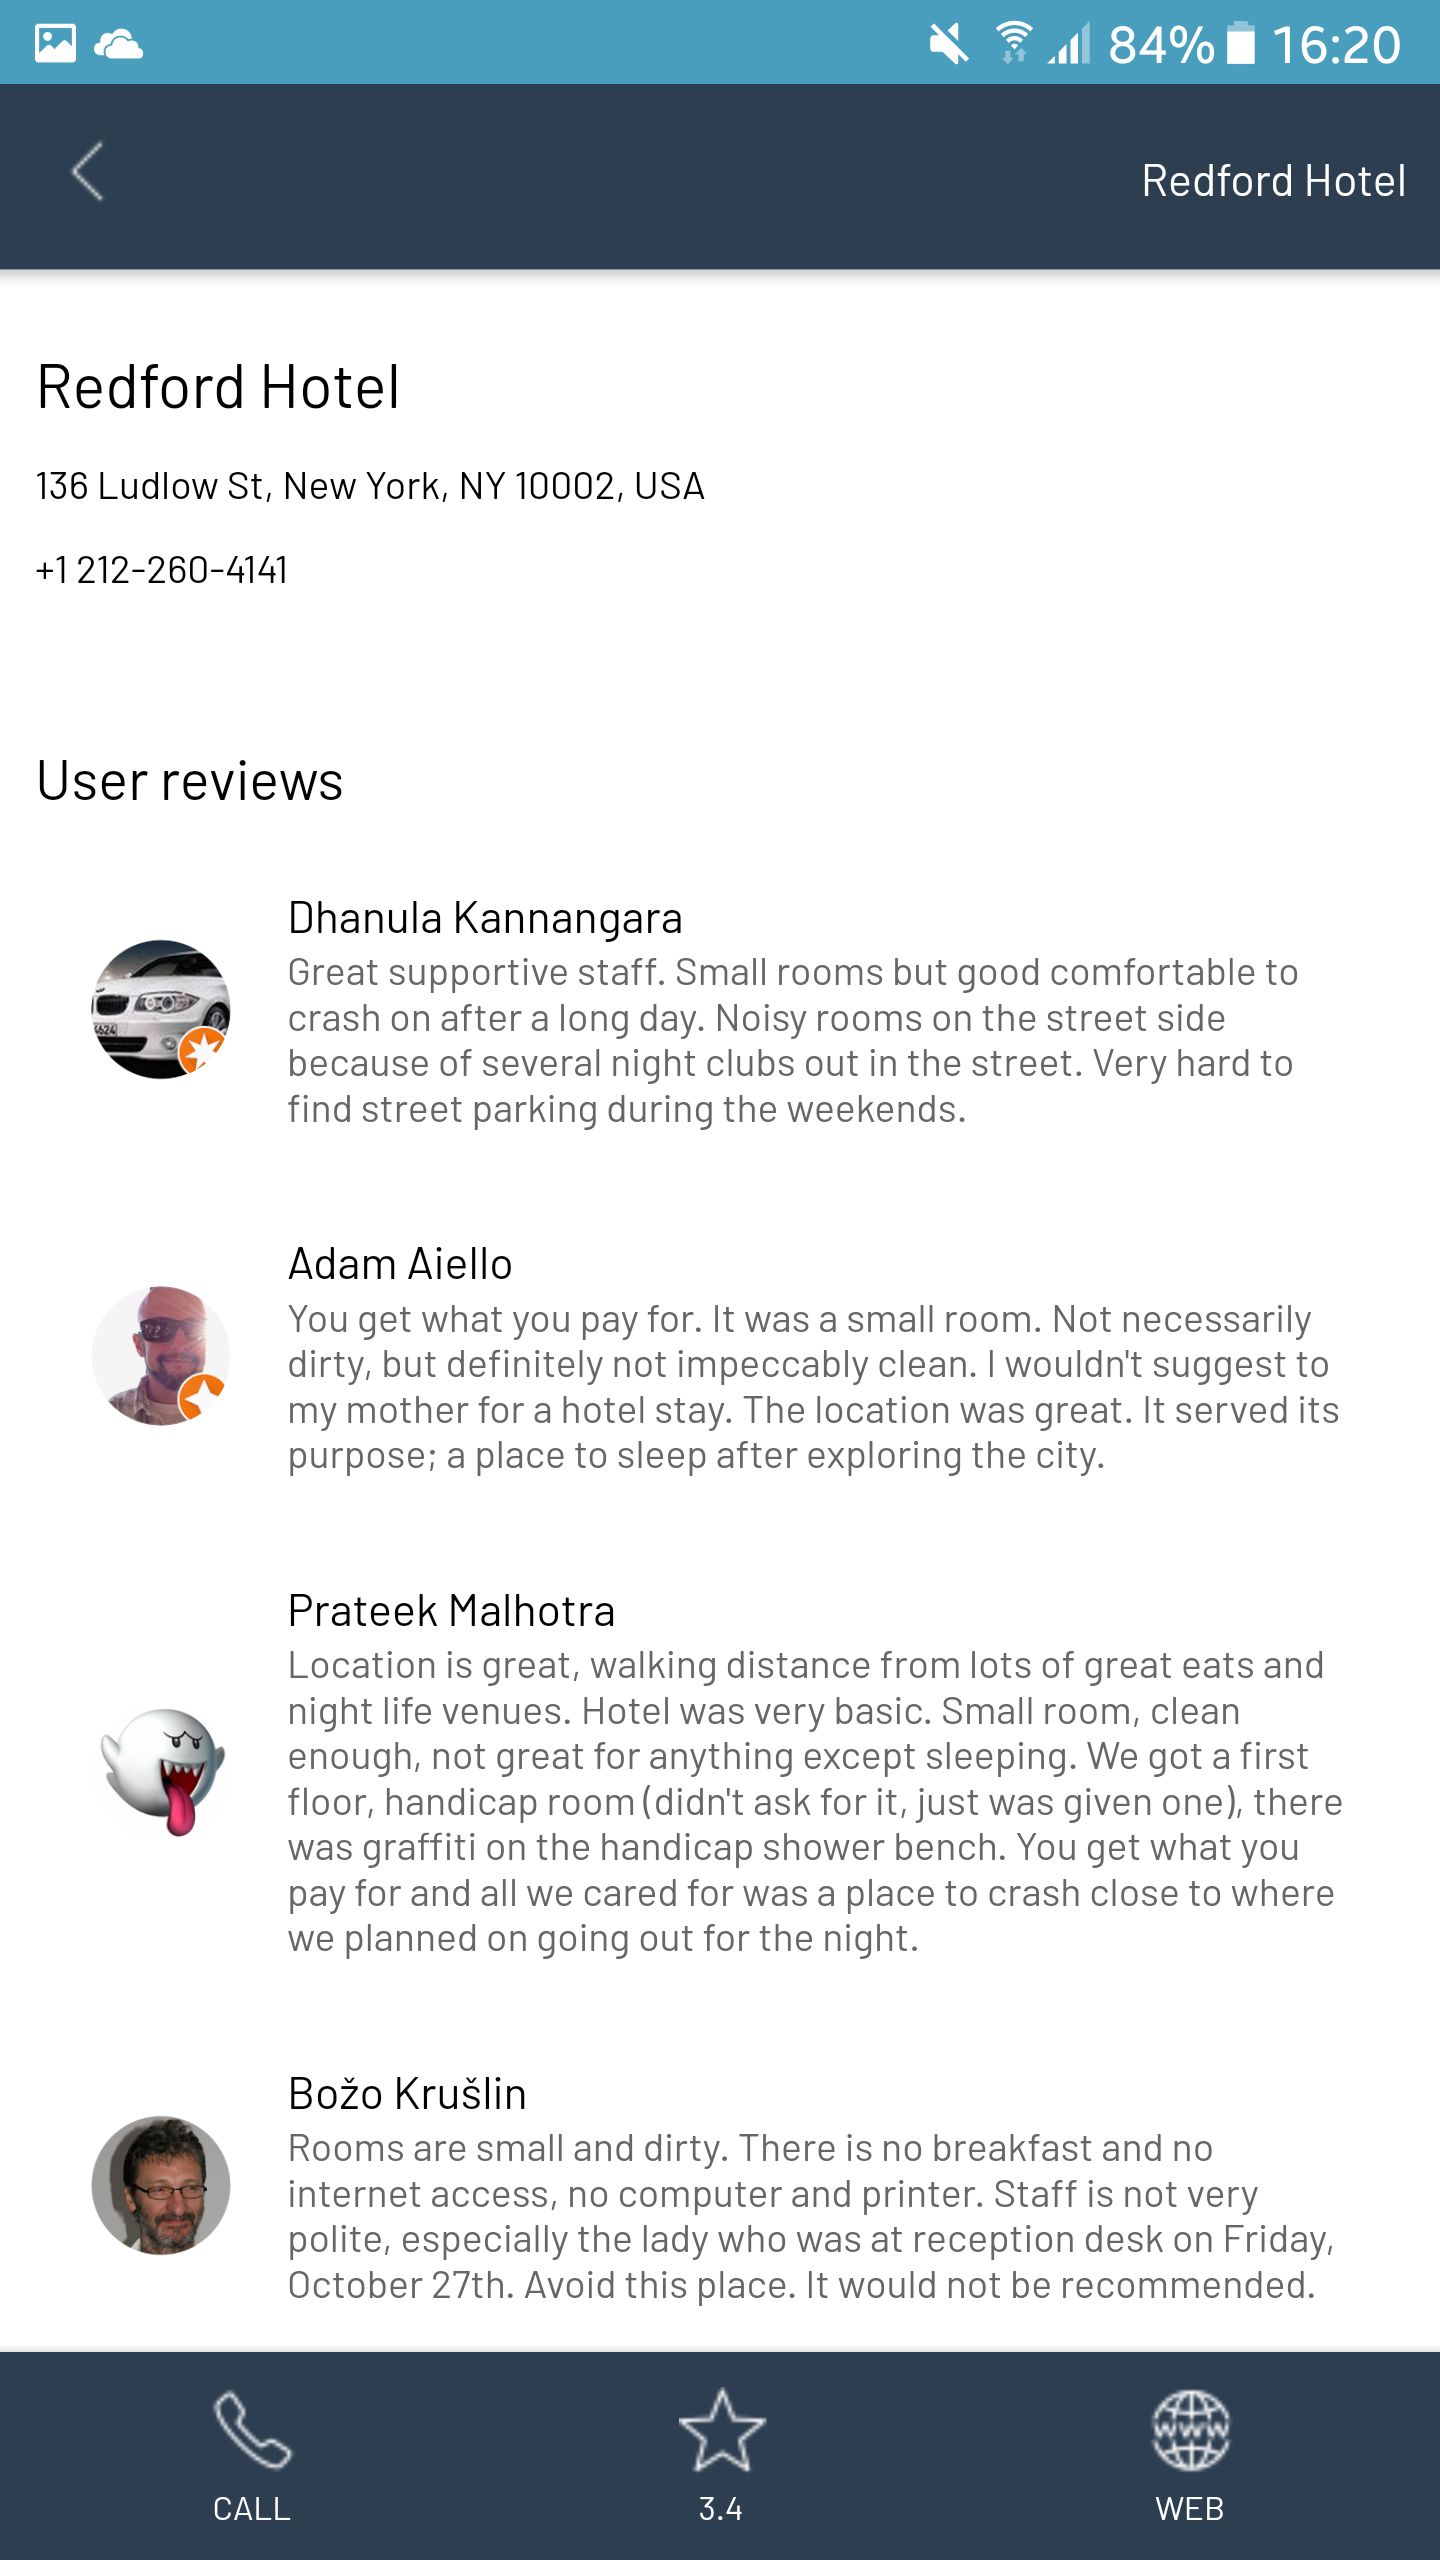 84% 16:20
Redford Hotel
Redford Hotel
136 Ludlow St, New York, NY 10002, USA
+1 212-260-4141
User reviews
Dhanula Kannangara
Great supportive staff. Small rooms but good comfortable to
crash on after a long day. Noisy rooms on the street side
because of several night clubs out in the street. Very hard to
find street parking during the weekends.
Adam Aiello
You get what you pay for. It was a small room. Not necessarily
dirty, but definitely not impeccably clean. I wouldn't suggest to
my mother for a hotel stay. The location was great. It served its
purpose; a place to sleep after exploring the city.
Prateek Malhotra
Location is great, walking distance from lots of great eats and
night life venues. Hotel was very basic. Small room, clean
enough, not great for anything except sleeping. We got a first
floor, handicap room (didn't ask for it, just was given one), there
was graffiti on the handicap shower bench. You get what you
pay for and all we cared for was a place to crash close to where
we planned on going out for the night.
Božo Krušlin
Rooms are small and dirty. There is no breakfast and no
internet access, no computer and printer. Staff is not very
polite, especially the lady who was at reception desk on Friday,
October 27th. Avoid this place. It would not be recommended.
www
CALL 3.4 WEB